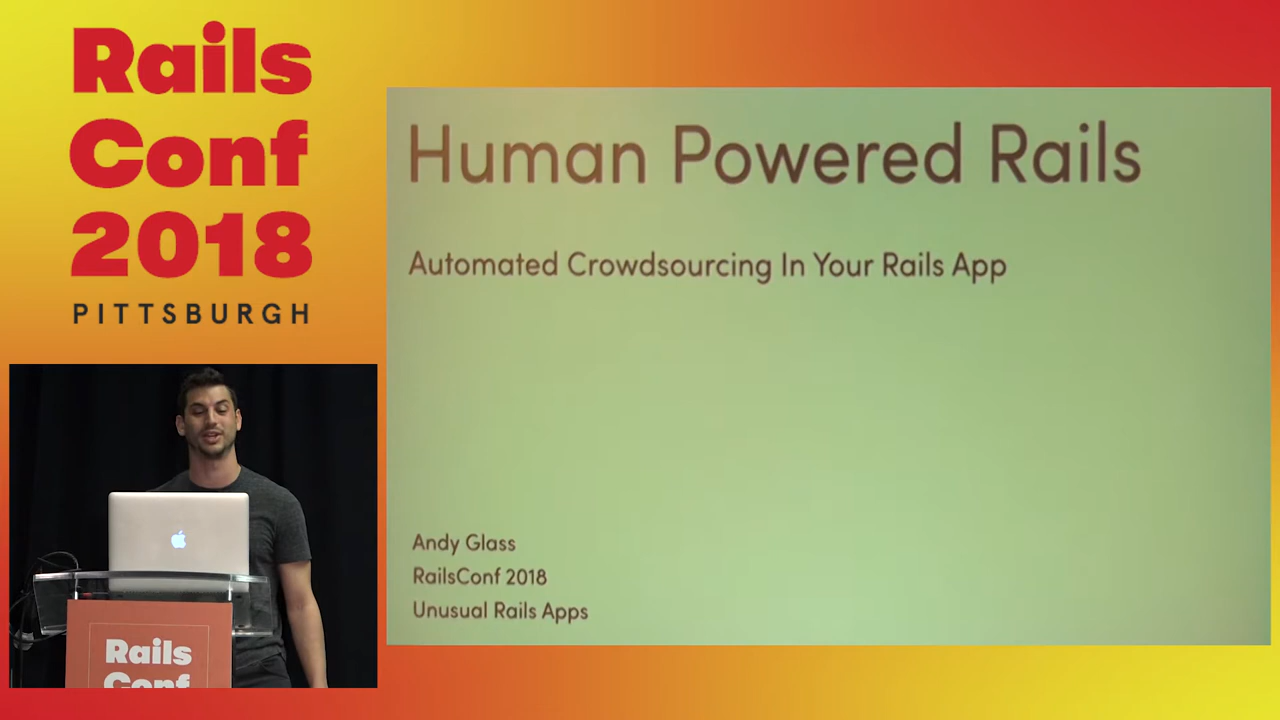 Rails
Conf
2018
PITTSBURGH
Human Powered Rails
Automated Crowdsourcing In Your Rails App
Andy Glass
RailsConf 2018
Unusual Rails Apps
Rails
Conf